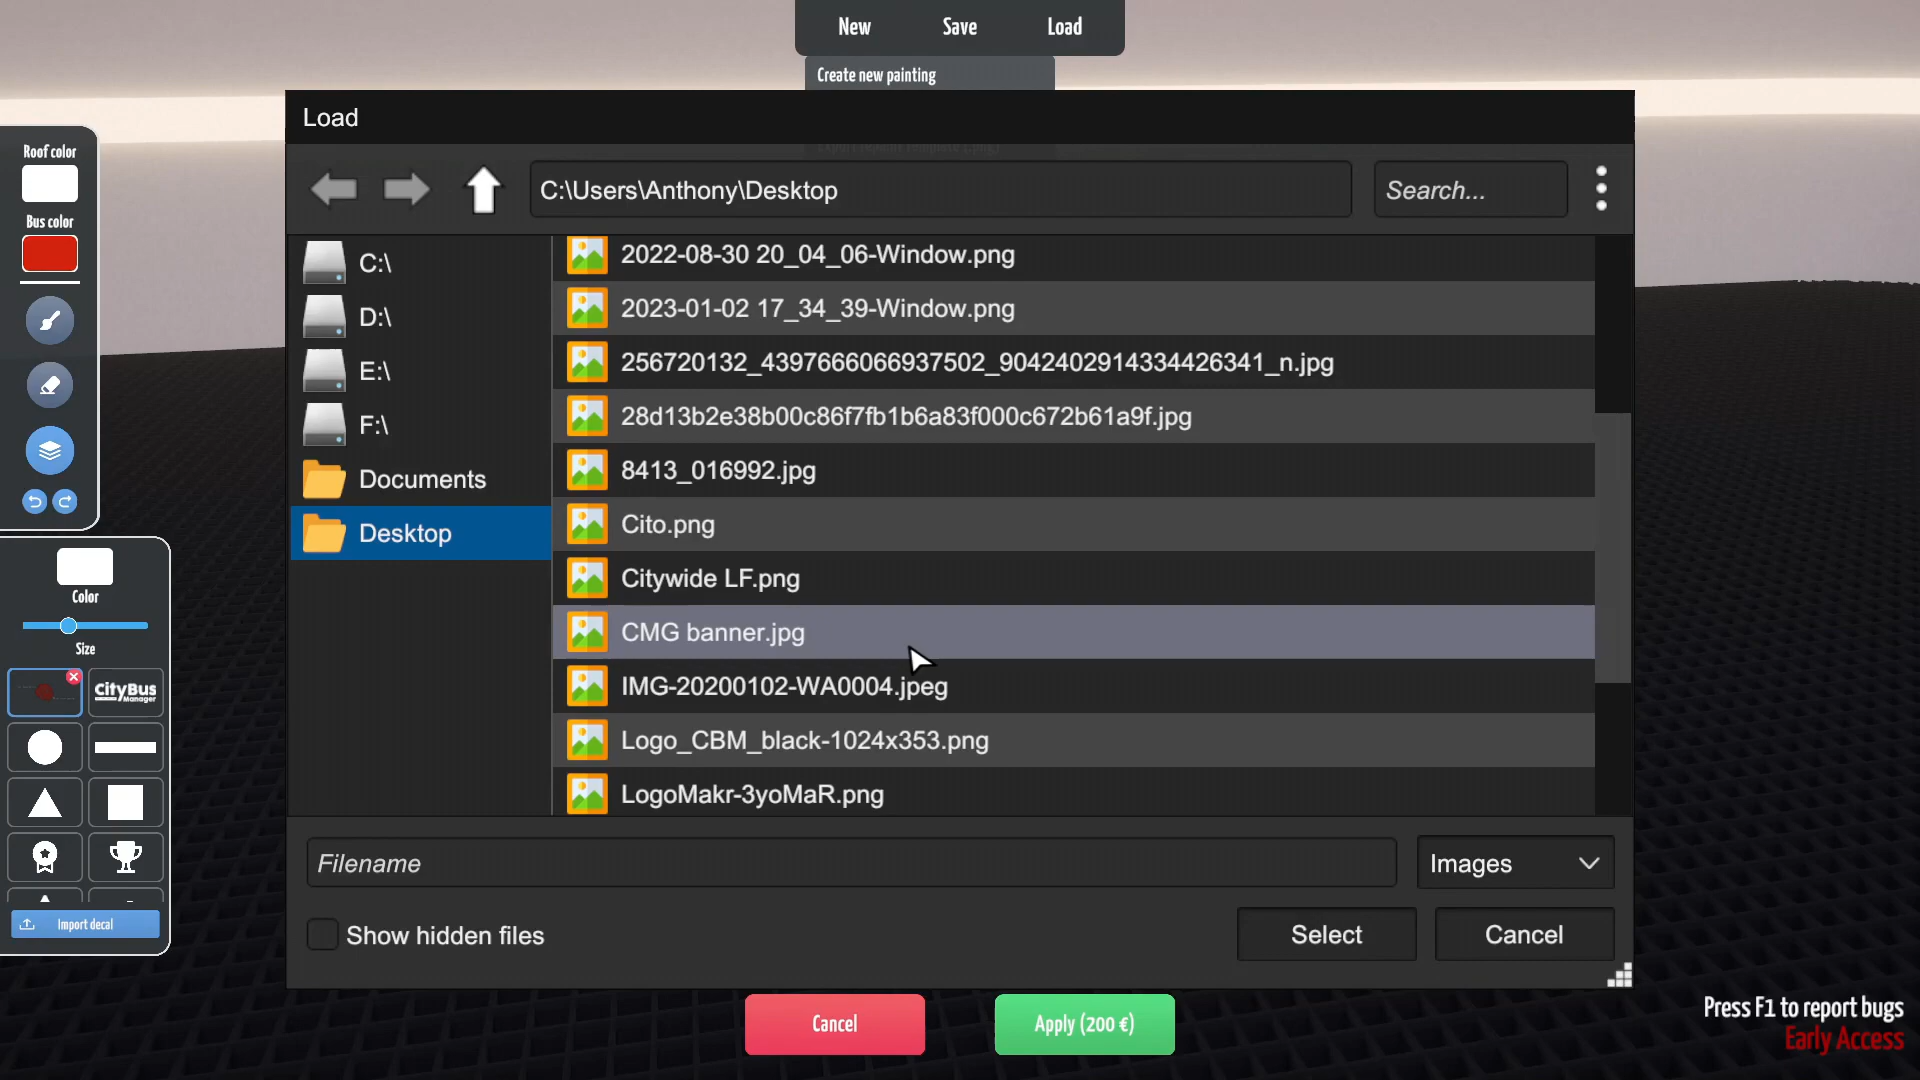 New Save Load
Create new painting
Load
C:\Users\Anthony\Desktop
Search...
Roof color
Bus color
C:\
D:\
E:\
F:\
Documents
Desktop
2022-08-30 20_04_06-Window.png
2023-01-02 17_34_39-Window.png
256720132_4397666066937502_9042402914334426341_n.jpg
28d13b2e38b00c86f7fb1b6a83f000c672b61a9f.jpg
8413_016992.jpg
Cito.png
Citywide LF.png
CMG banner.jpg
IMG-20200102-WA0004.jpeg
Logo_CBM_black-1024x353.png
LogoMakr-3yoMaR.png
Color
Size
CityBus
Manager
Import decal
Filename
Images
Show hidden files
Select
Cancel
Cancel
Apply (200 €)
Press F1 to report bugs
Early Access